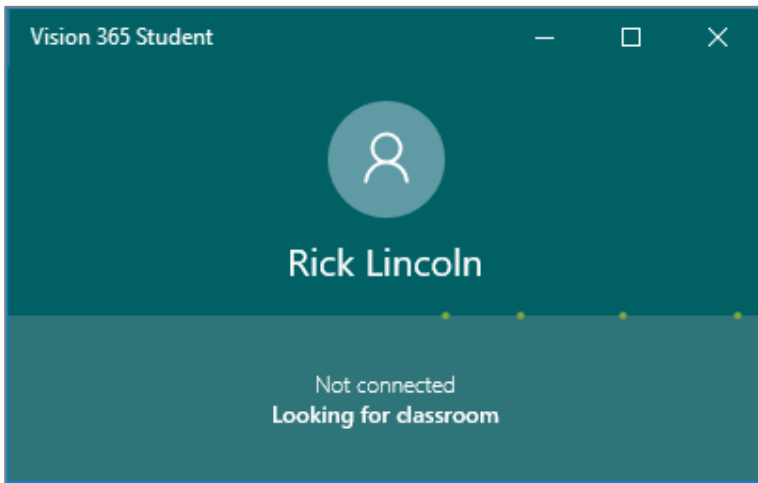 Vision 365 Student
Rick Lincoln
Not connected
Looking for classroom